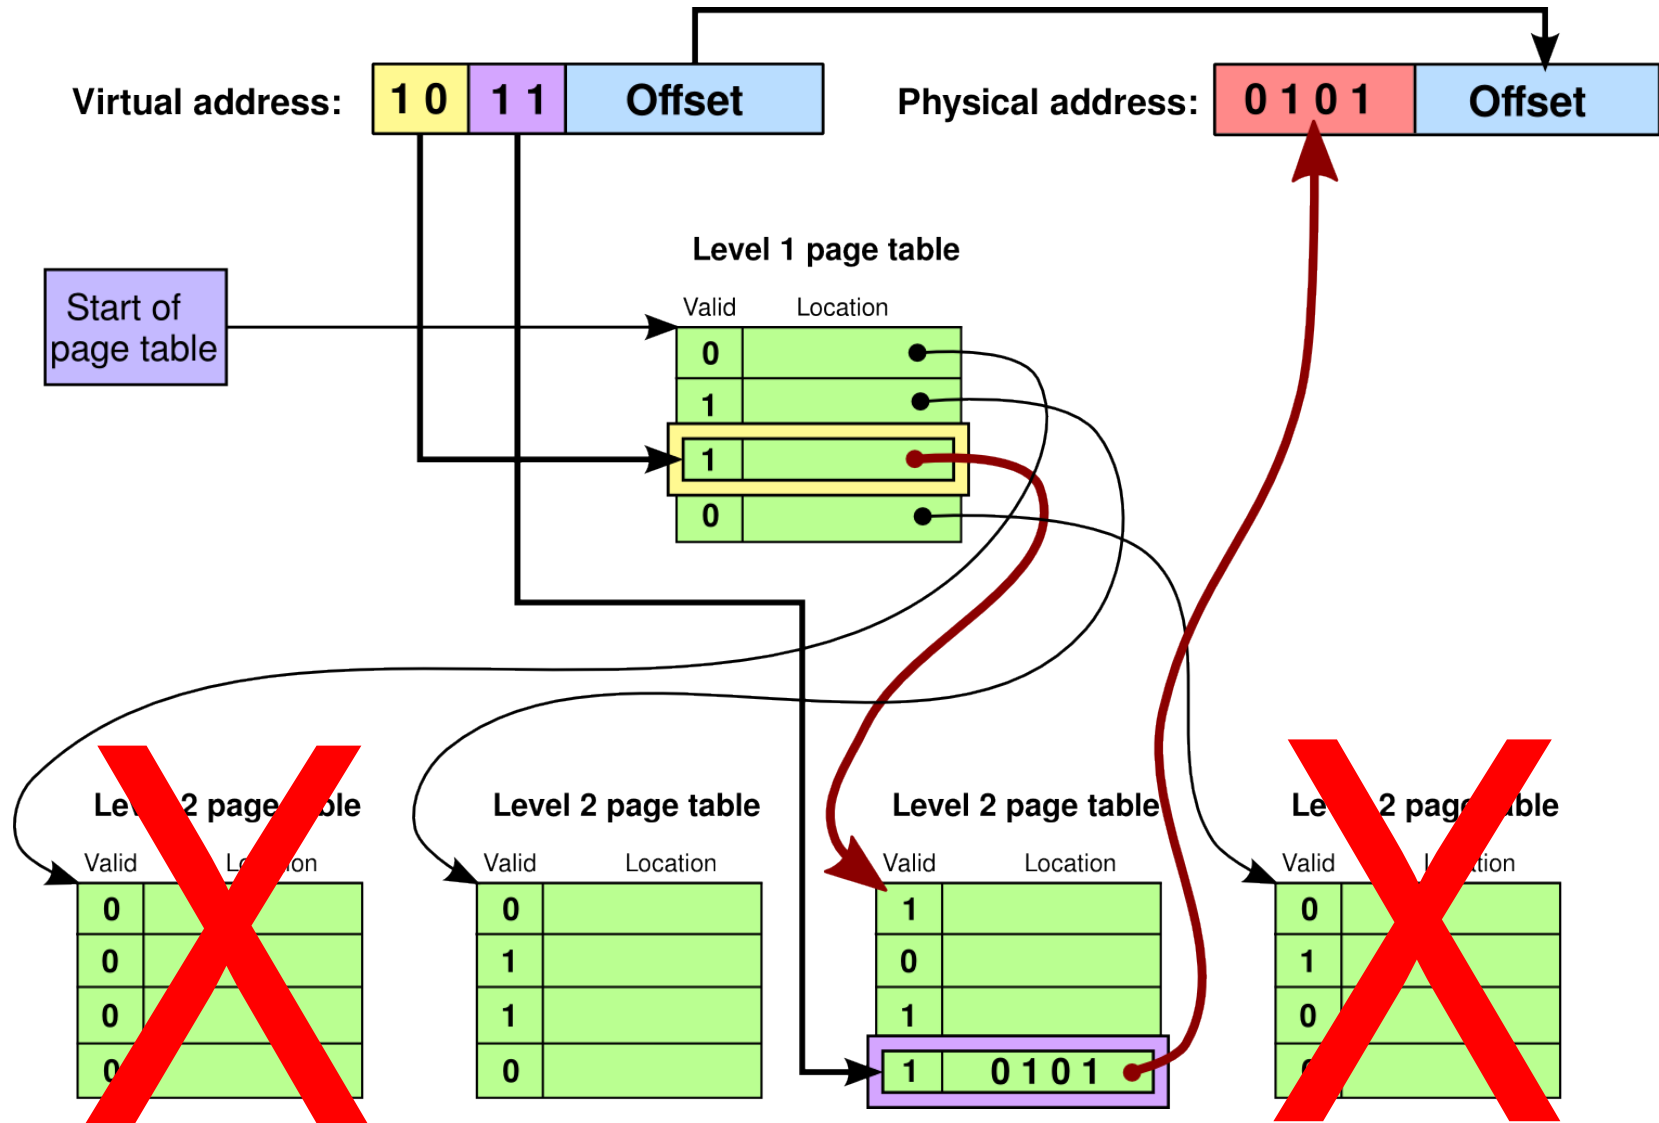 Virtual address: 1 0 1 1 Offset
Physical address: 0 1 0 1 Offset
Level 1 page table
Start of
page table
Valid Location
0
1
1
0
Level 2 page table
Valid Location
0
1
1
0
Level 2 page table
Valid Location
1
0
1
1 0 1 0 1
2
Valid
0
0
0
0
2
Valid
0
1
0